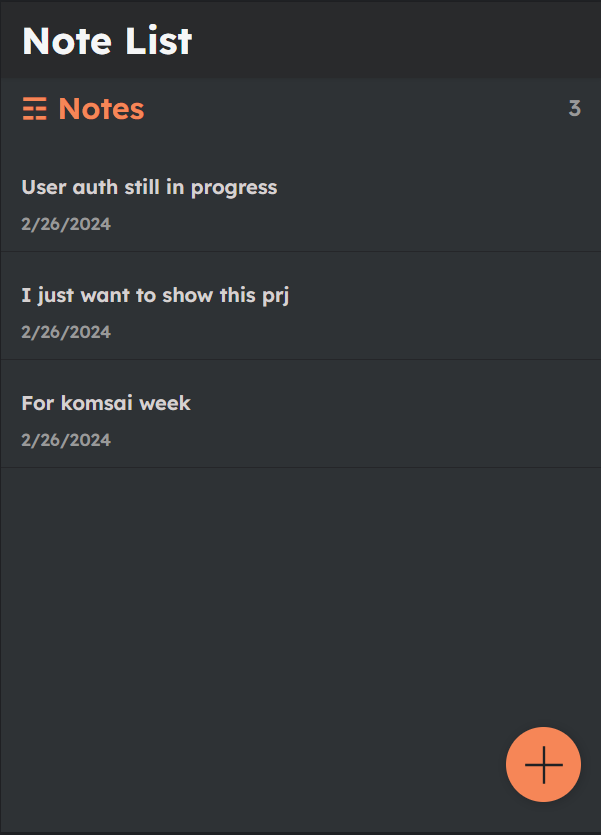 Note List
☶ Notes 3
User auth still in progress
2/26/2024
I just want to show this prj
2/26/2024
For komsai week
2/26/2024